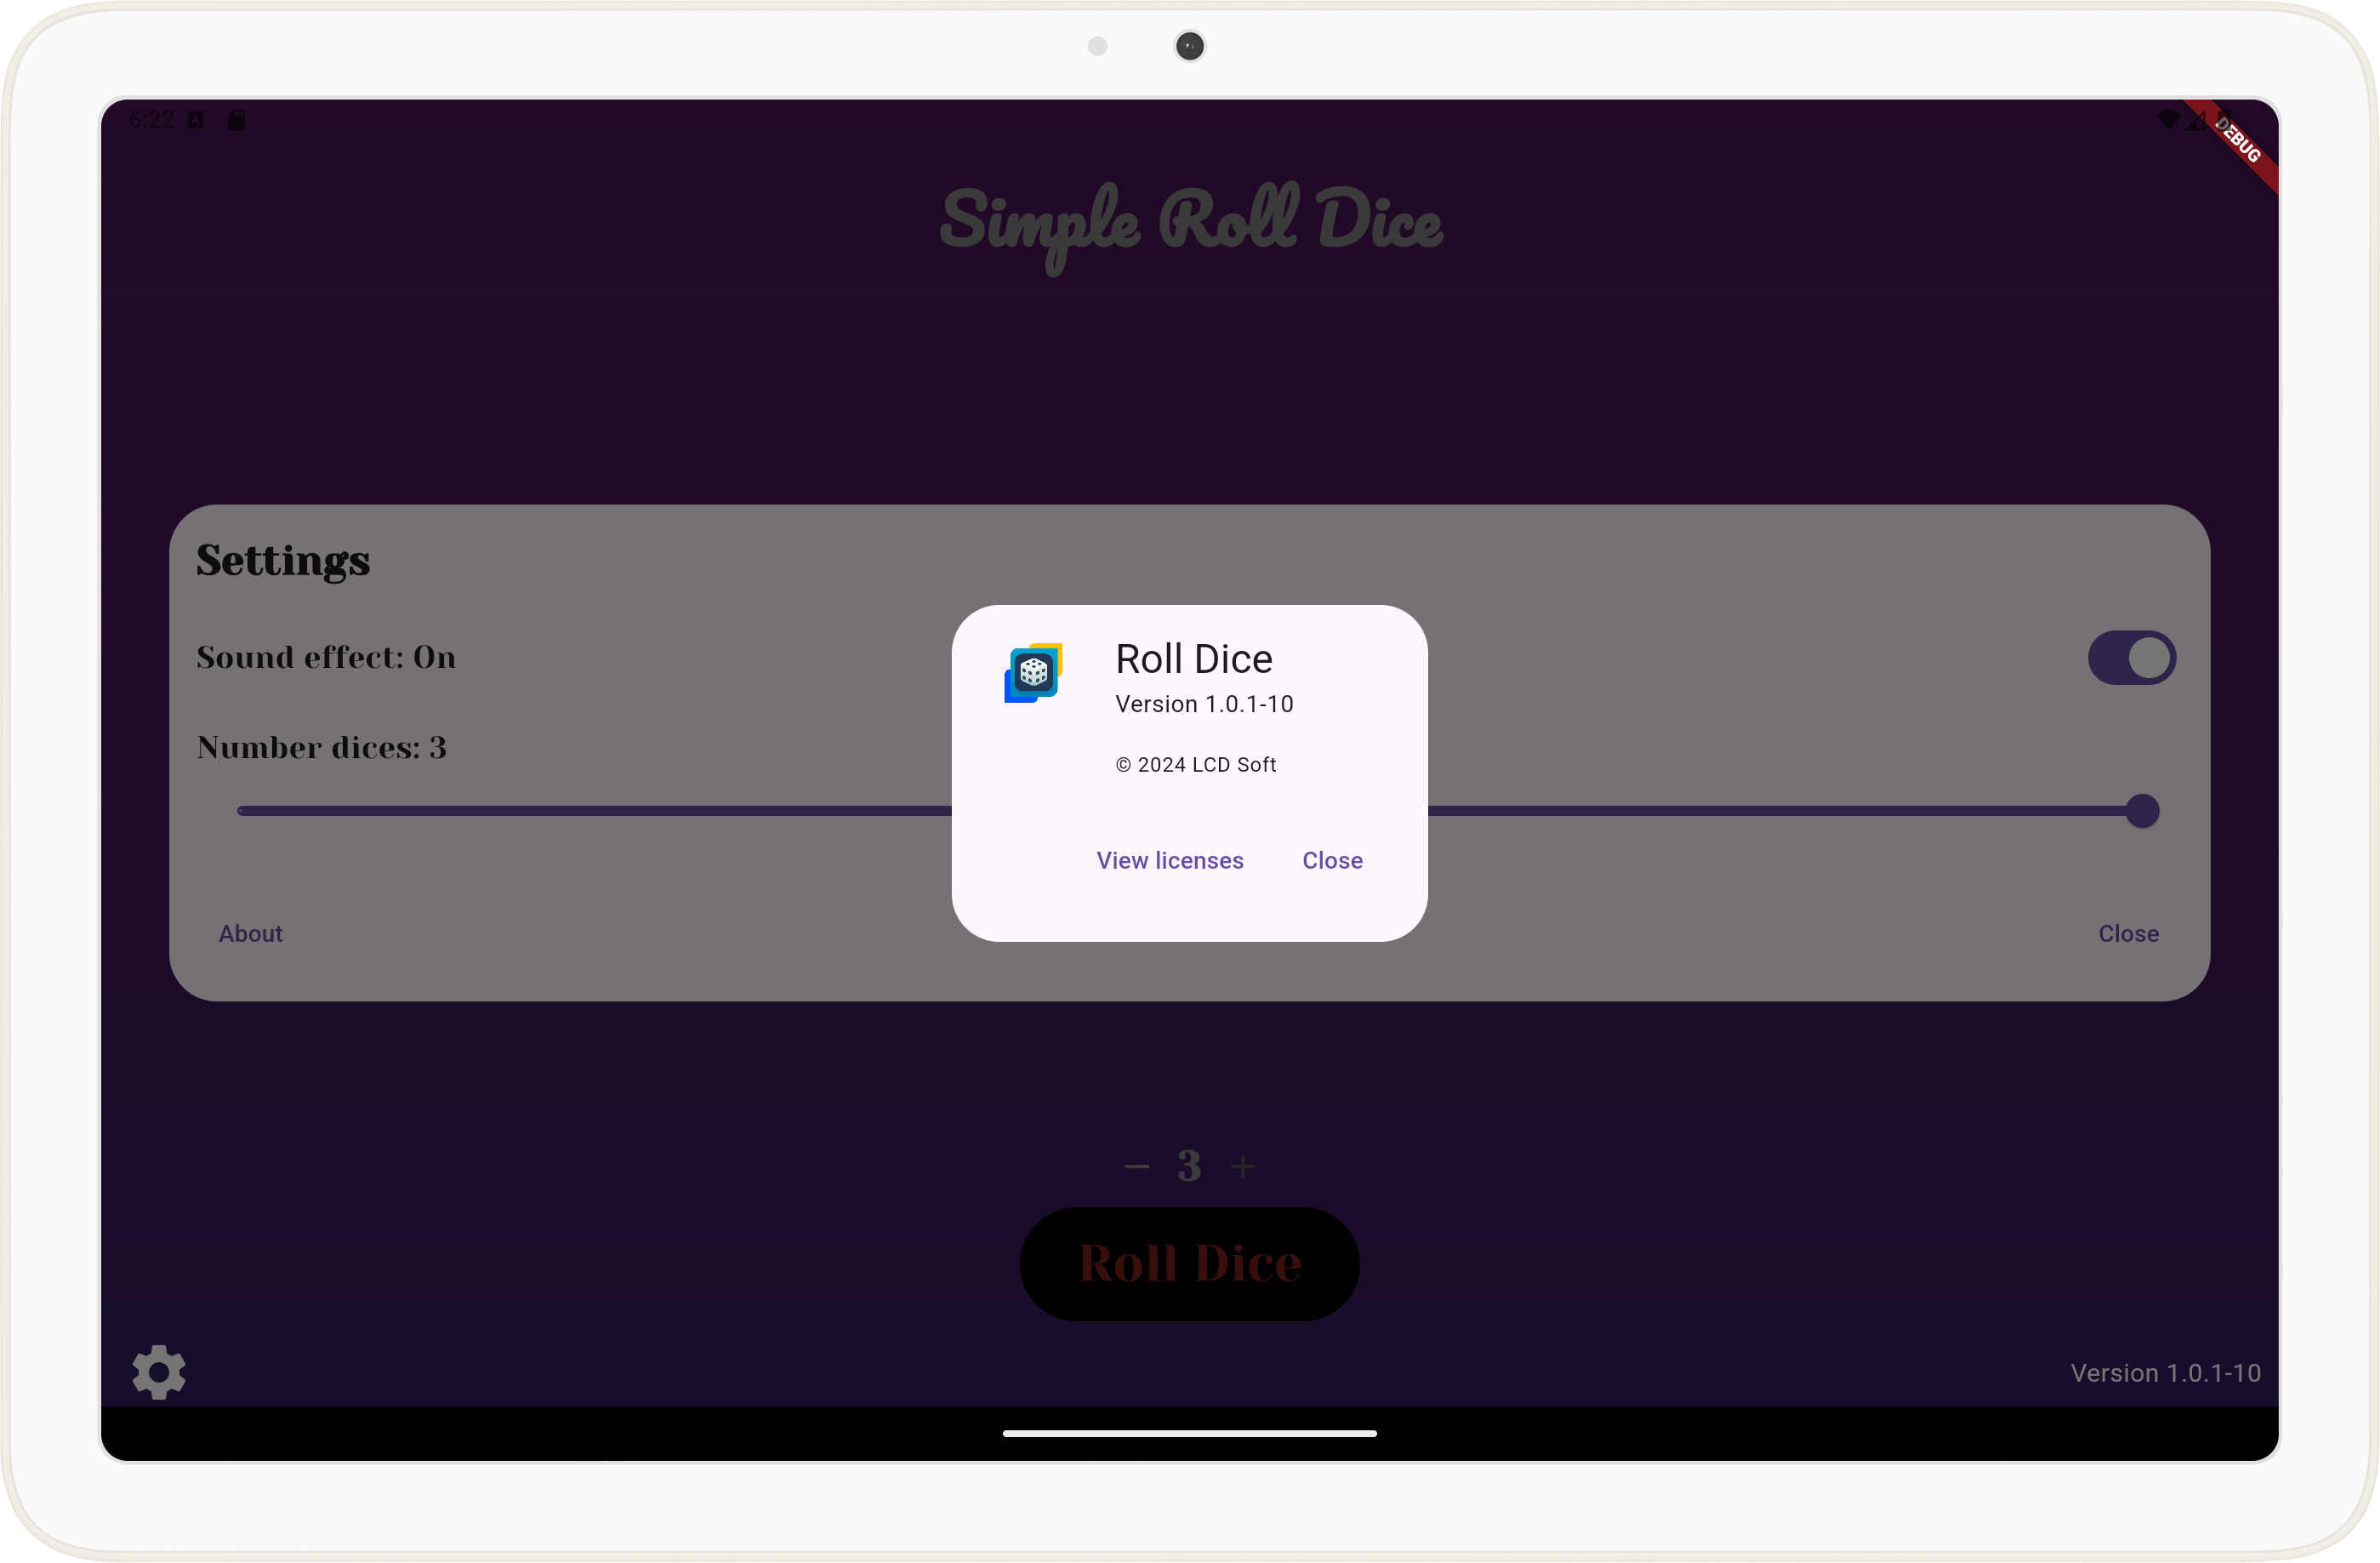 6:22
DEBUG
Simple Roll Dice
Settings
Sound effect: On
Number dices: 3
Roll Dice
Version 1.0.1-10
© 2024 LCD Soft
View licenses
Close
About
Close
3
Roll Dice
Version 1.0.1-10